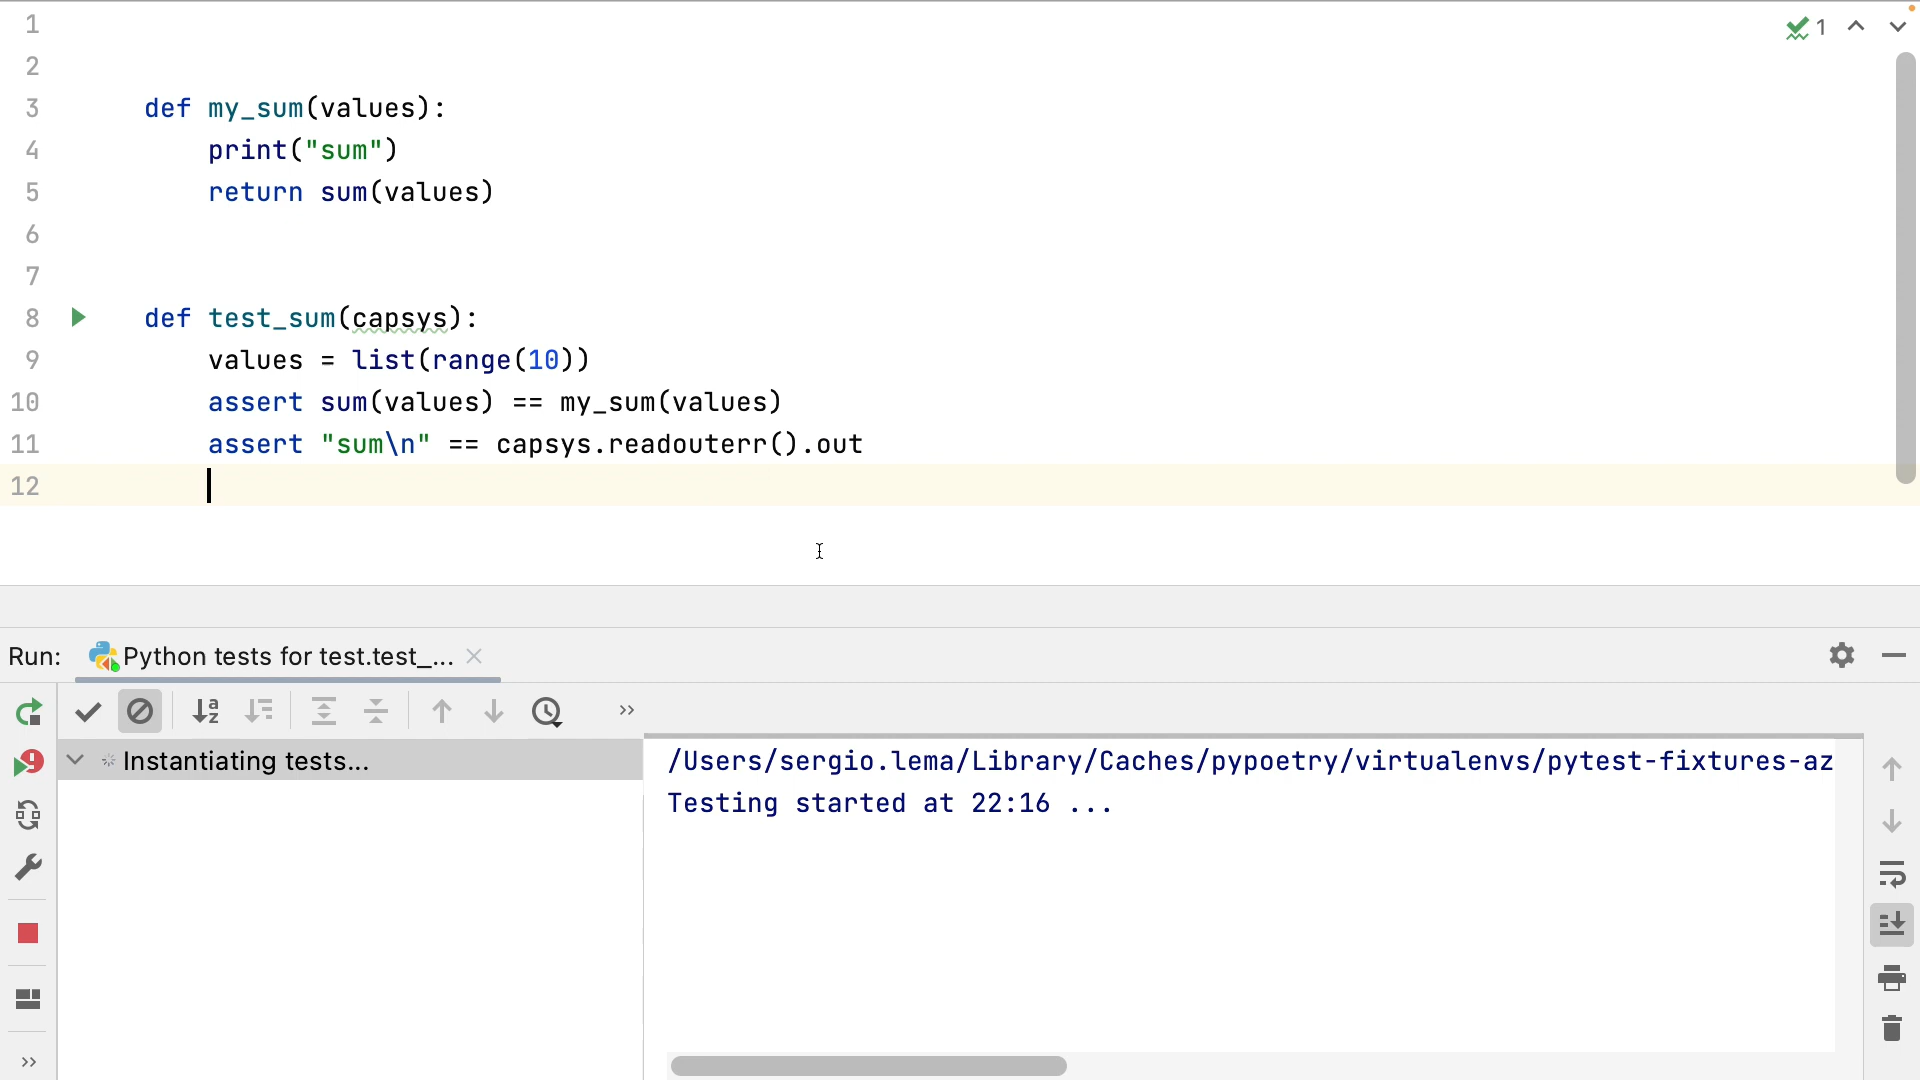 1
2
3 def my_sum(values):
4 print("sum")
5 return sum(values)
6
7
8 def test_sum(capsys):
9 values = list(range(10))
10 assert sum(values) == my_sum(values)
11 assert "sum\n" == capsys.readouterr().out
12
1
Run: Python tests for test.test_...
Instantiating tests...
/Users/sergio.lema/Library/Caches/pypoetry/virtualenvs/pytest-fixtures-az
Testing started at 22:16 ...